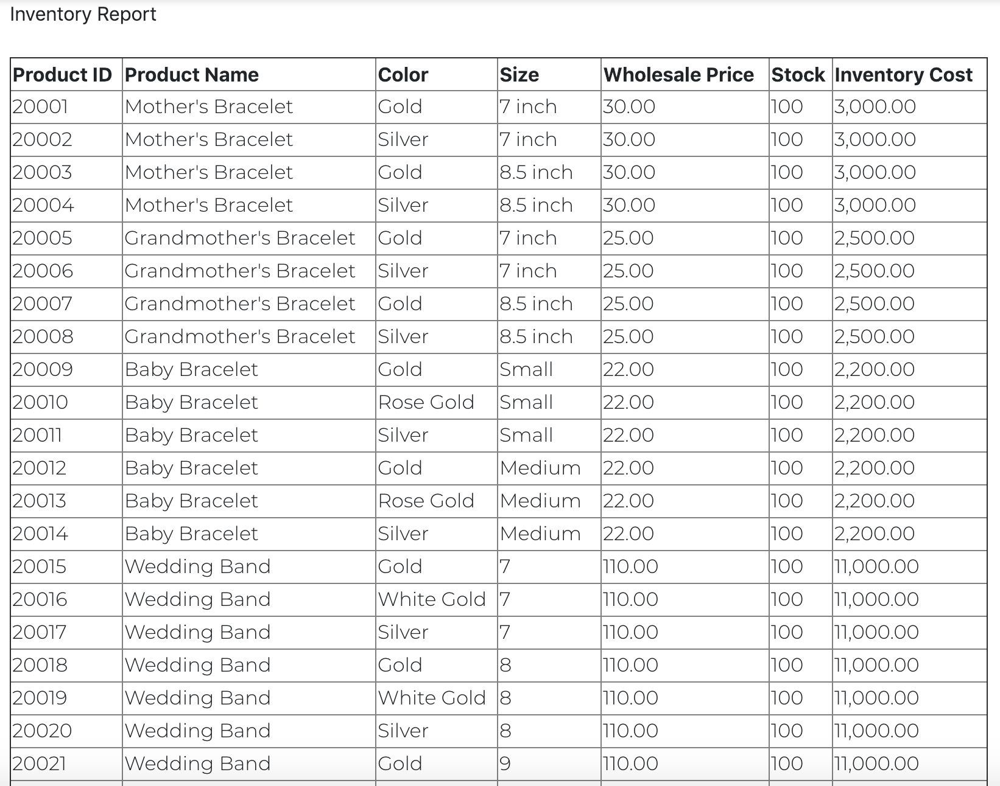 Inventory Report
Product ID Product Name Color Size Wholesale Price Stock Inventory Cost
20001 Mother's Bracelet Gold 7 inch 30.00 100 3,000.00
20002 Mother's Bracelet Silver 7 inch 30.00 100 3,000.00
20003 Mother's Bracelet Gold 8.5 inch 30.00 100 3,000.00
20004 Mother's Bracelet Silver 8.5 inch 30.00 100 3,000.00
20005 Grandmother's Bracelet Gold 7 inch 25.00 100 2,500.00
20006 Grandmother's Bracelet Silver 7 inch 25.00 100 2,500.00
20007 Grandmother's Bracelet Gold 8.5 inch 25.00 100 2,500.00
20008 Grandmother's Bracelet Silver 8.5 inch 25.00 100 2,500.00
20009 Baby Bracelet Gold Small 22.00 100 2,200.00
20010 Baby Bracelet Rose Gold Small 22.00 100 2,200.00
20011 Baby Bracelet Silver Small 22.00 100 2,200.00
20012 Baby Bracelet Gold Medium 22.00 100 2,200.00
20013 Baby Bracelet Rose Gold Medium 22.00 100 2,200.00
20014 Baby Bracelet Silver Medium 22.00 100 2,200.00
20015 Wedding Band Gold 7 110.00 100 11,000.00
20016 Wedding Band White Gold 7 110.00 100 11,000.00
20017 Wedding Band Silver 7 110.00 100 11,000.00
20018 Wedding Band Gold 8 110.00 100 11,000.00
20019 Wedding Band White Gold 8 110.00 100 11,000.00
20020 Wedding Band Silver 8 110.00 100 11,000.00
20021 Wedding Band Gold 9 110.00 100 11,000.00